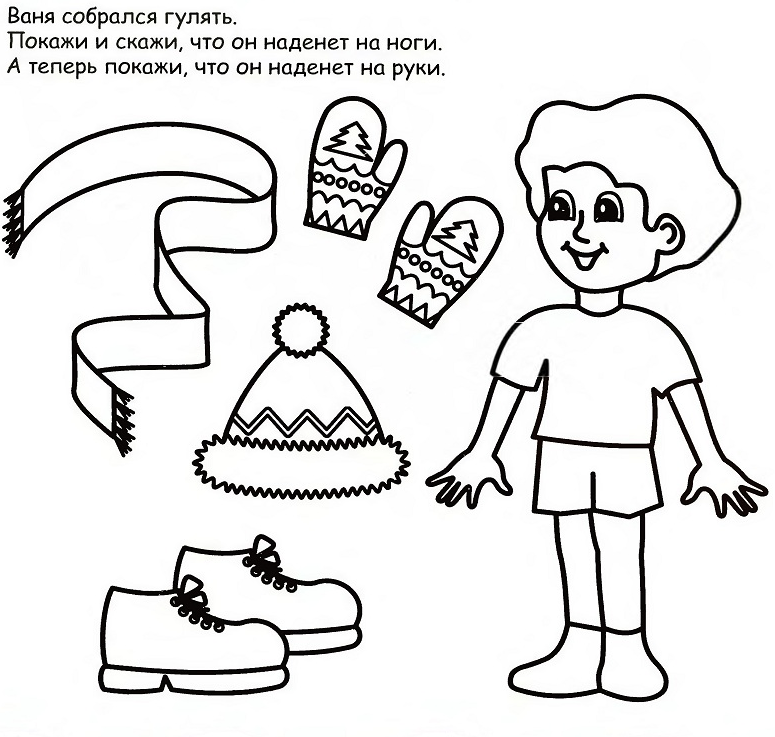 Ваня собрался гулять.
Покажи и скажи, что он наденет на ноги.
А теперь покажи, что он наденет на руки.